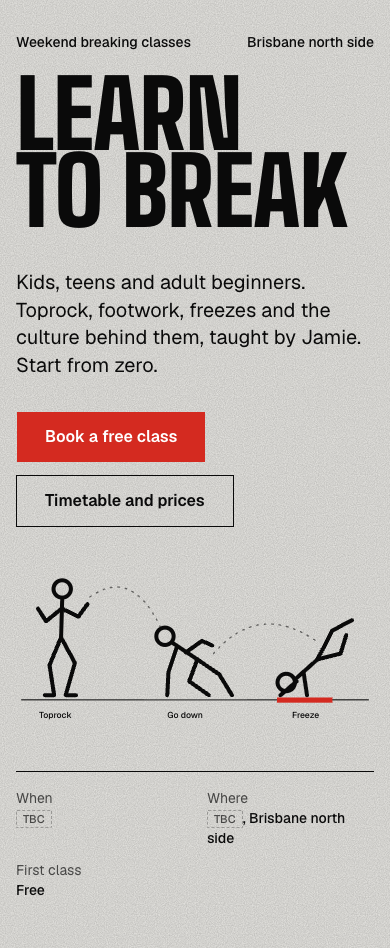 Weekend breaking classes
Brisbane north side
LEARN
TO BREAK
Kids, teens and adult beginners.
Toprock, footwork, freezes and the
culture behind them, taught by Jamie.
Start from zero.
Book a free class
Timetable and prices
Toprock
Go down
Freeze
When
TBC
Where
TBC, Brisbane north
side
First class
Free